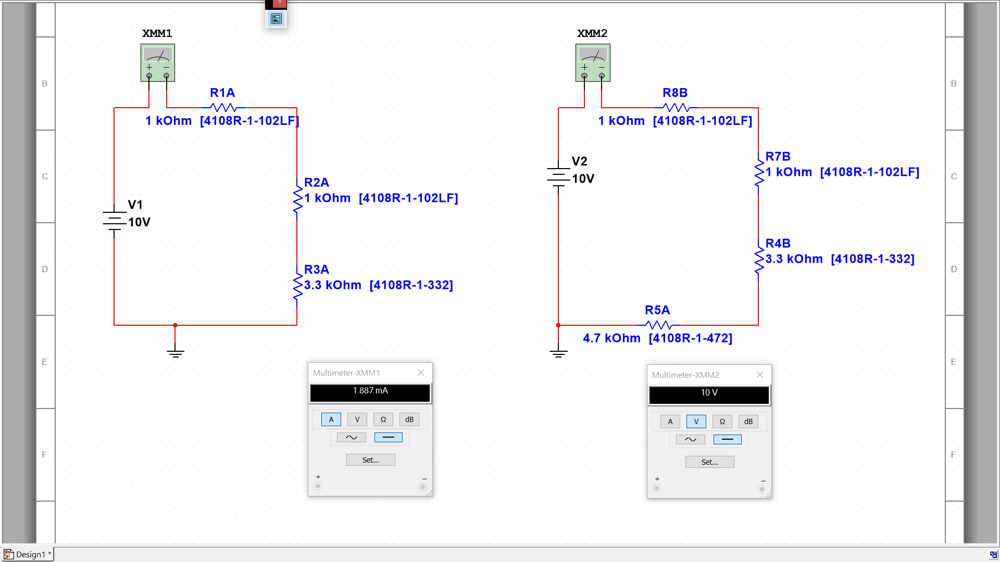 XMM1
XMM2
B
B
+ −
+ −
R1A
1 kOhm [4108R-1-102LF]
R8B
1 kOhm [4108R-1-102LF]
C
C
V2
10V
R7B
1 kOhm [4108R-1-102LF]
R2A
1 kOhm [4108R-1-102LF]
V1
10V
R4B
3.3 kOhm [4108R-1-332]
D
D
R3A
3.3 kOhm [4108R-1-332]
R5A
4.7 kOhm [4108R-1-472]
E
E
Multimeter-XMM1
1.887 mA
A V Ω dB
Set...
+ −
Multimeter-XMM2
10 V
A V Ω dB
Set...
+ −
F
F
Design1 *